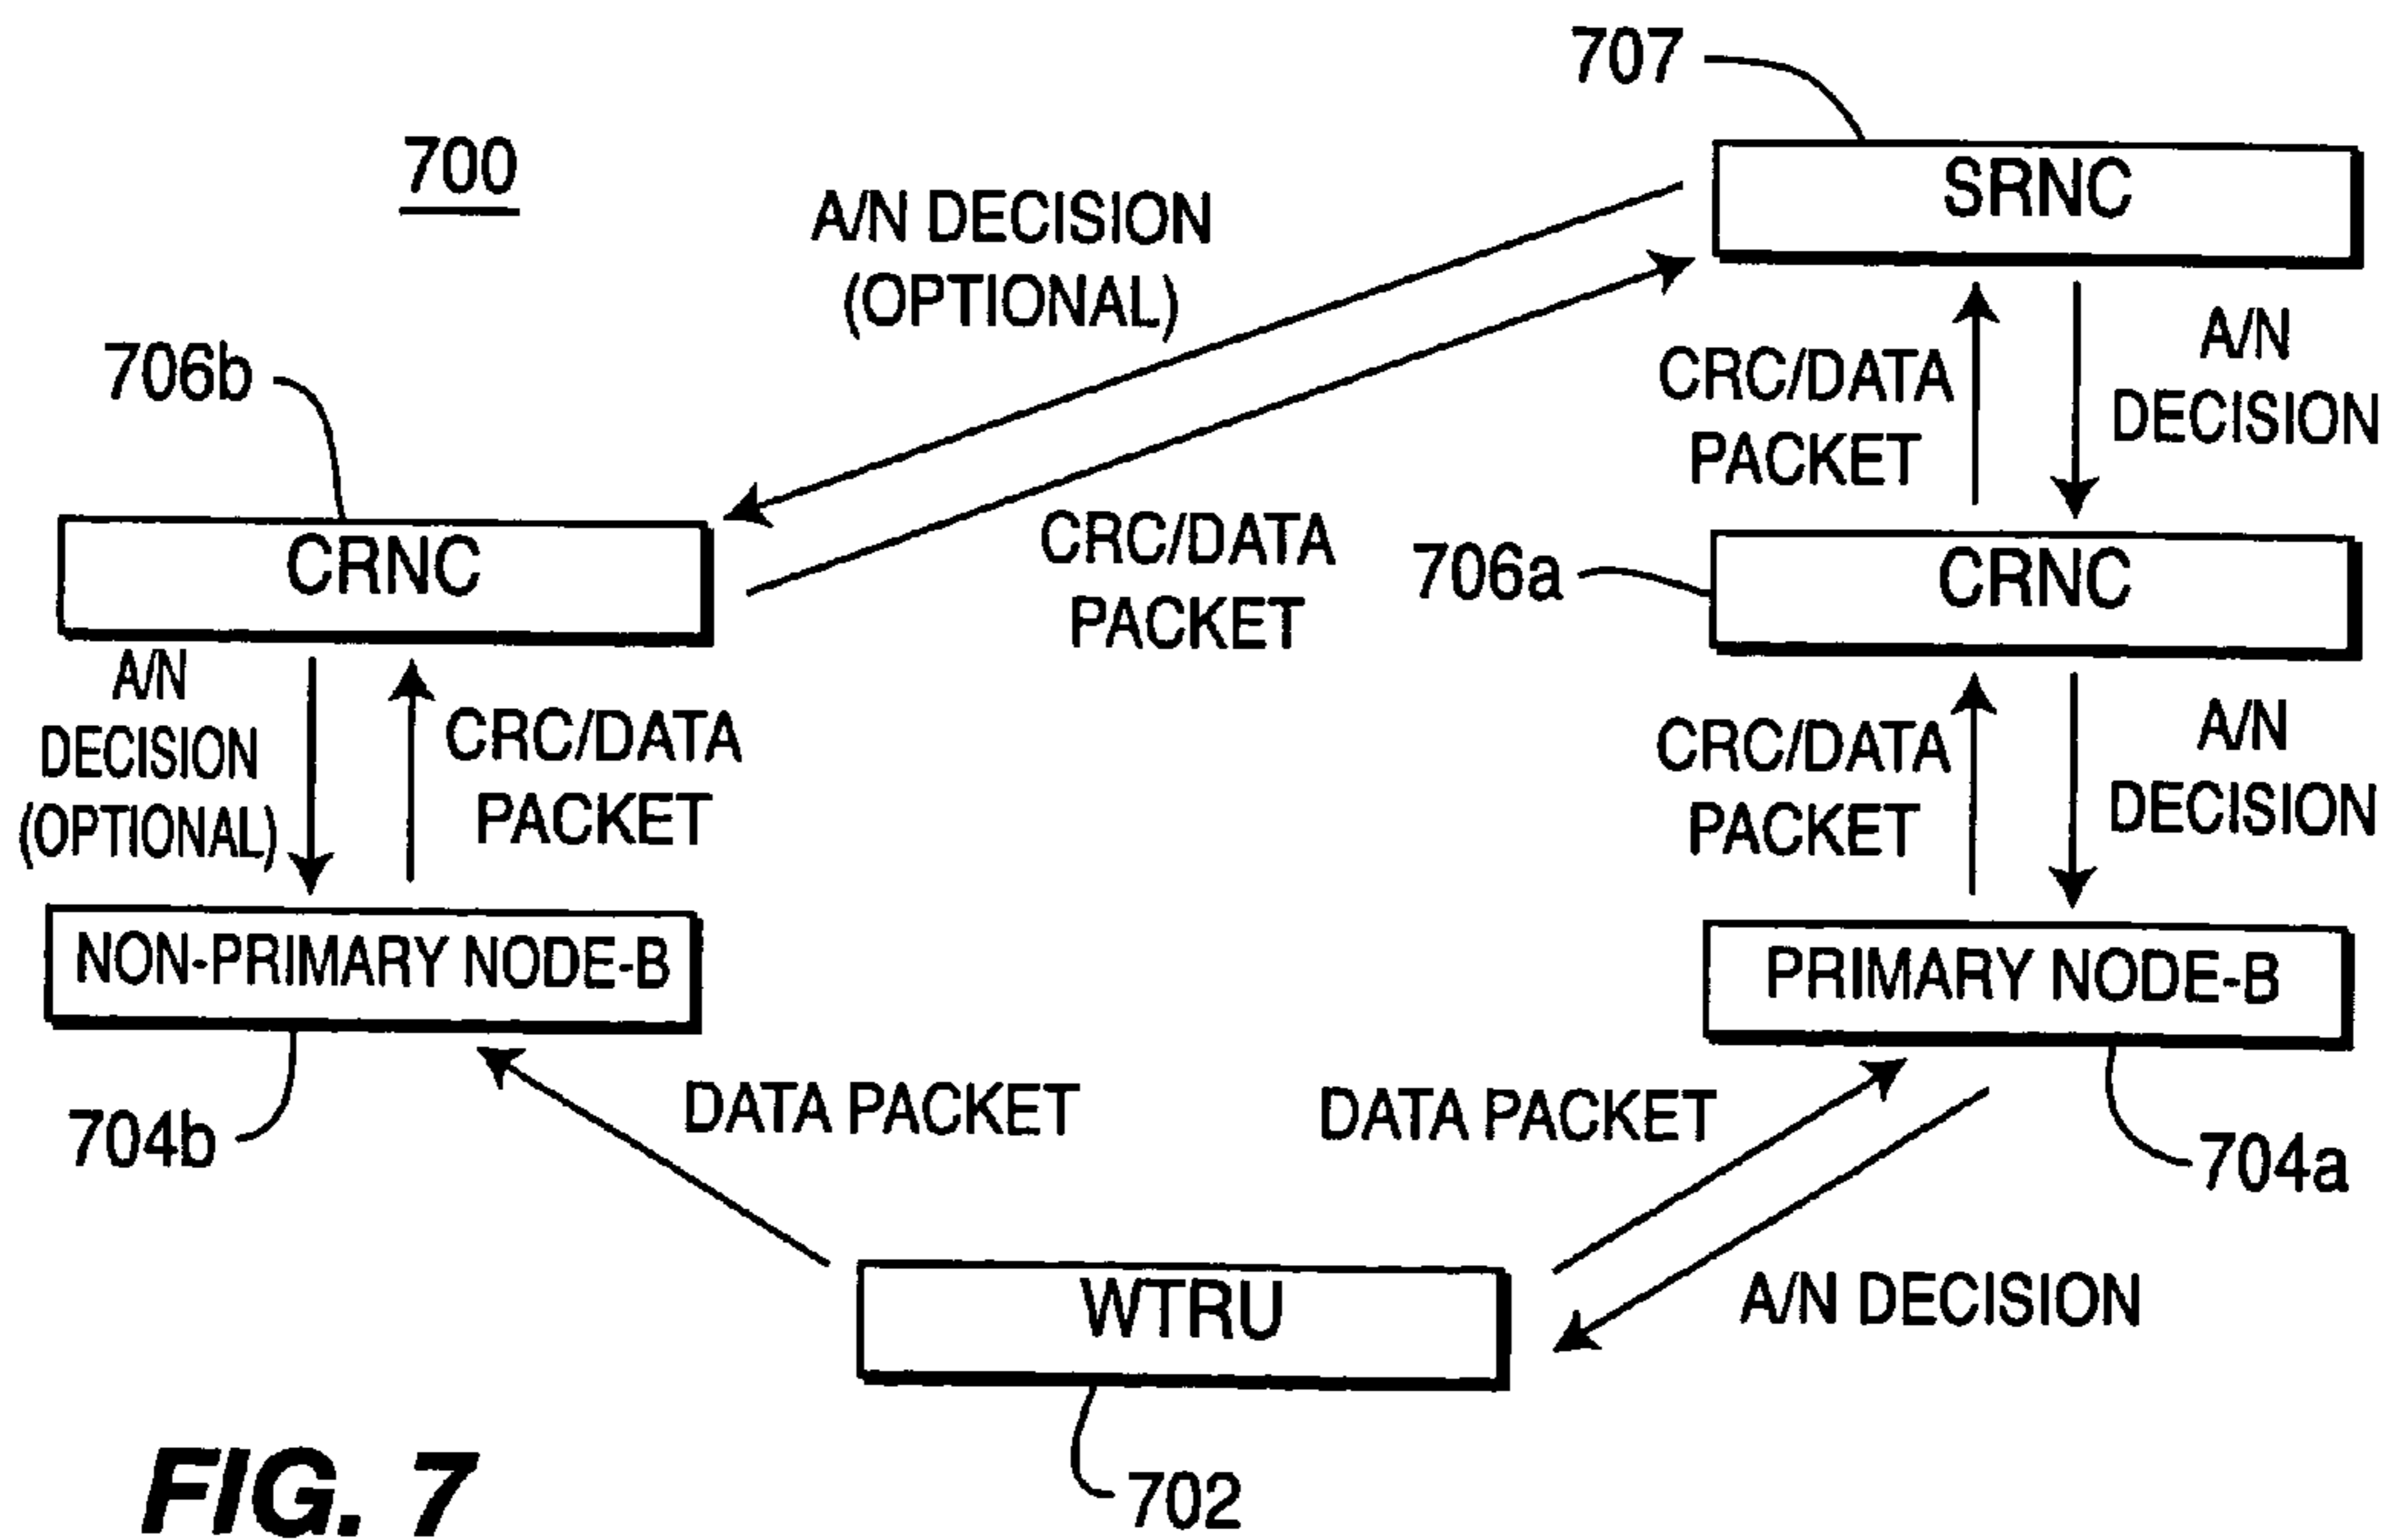 707
700
SRNC
A/N DECISION
(OPTIONAL)
CRC/DATA
PACKET
A/N
DECISION
706b
CRNC
CRC/DATA
PACKET
706a
CRNC
A/N
DECISION
(OPTIONAL)
CRC/DATA
PACKET
CRC/DATA
PACKET
A/N
DECISION
NON-PRIMARY NODE-B
PRIMARY NODE-B
704b
DATA PACKET
DATA PACKET
704a
WTRU
A/N DECISION
702
FIG. 7